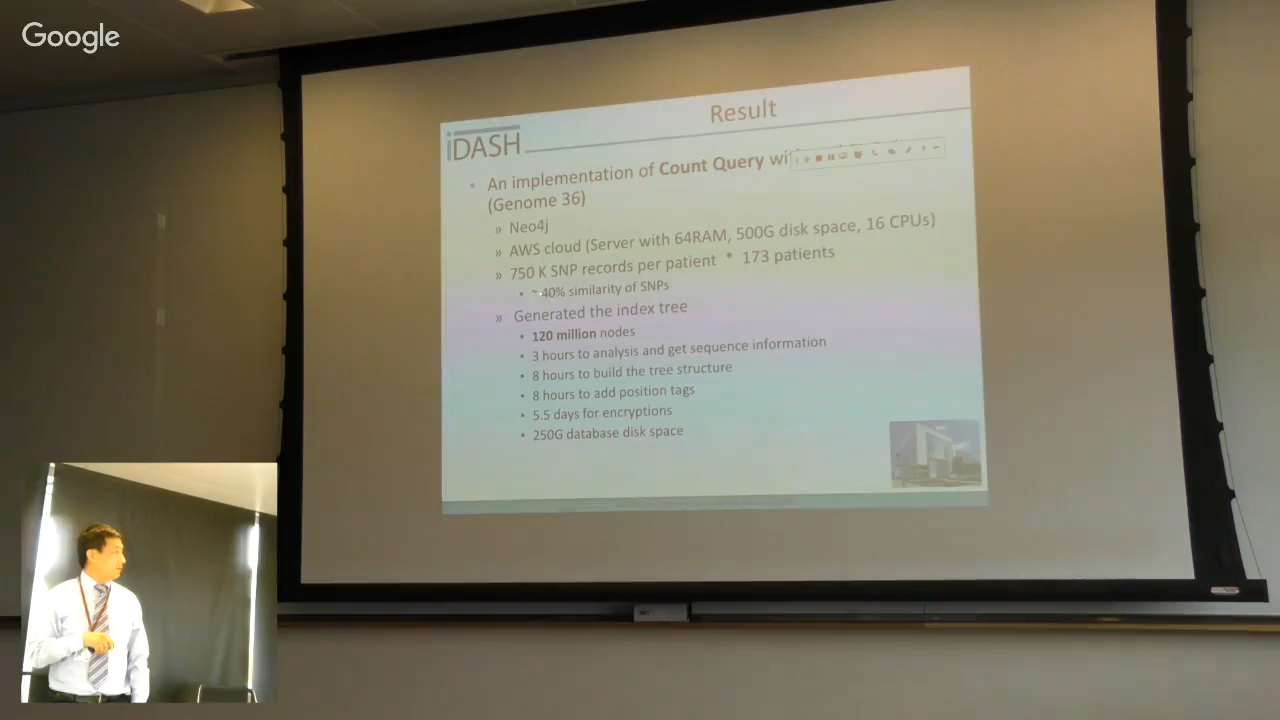 Google
Result
iDASH
• An implementation of Count Query wi
(Genome 36)
» Neo4j
» AWS cloud (Server with 64RAM, 500G disk space, 16 CPUs)
» 750 K SNP records per patient * 173 patients
• ~40% similarity of SNPs
» Generated the index tree
• 120 million nodes
• 3 hours to analysis and get sequence information
• 8 hours to build the tree structure
• 8 hours to add position tags
• 5.5 days for encryptions
• 250G database disk space